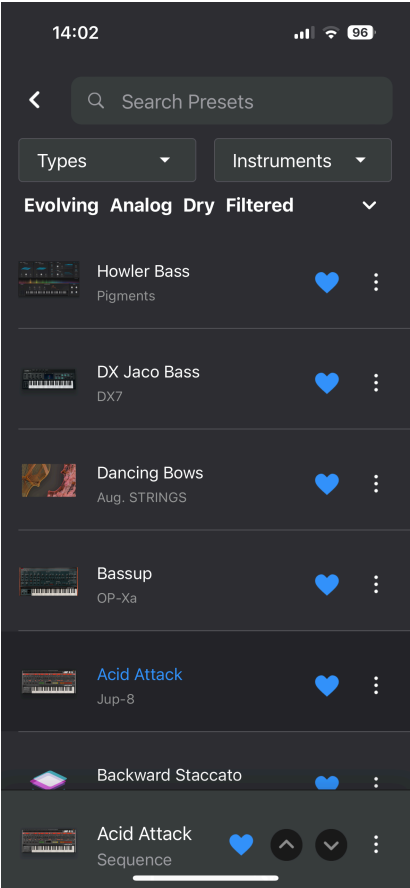 14:02
96
Search Presets
Types
Instruments
Evolving Analog Dry Filtered
Howler Bass
Pigments
DX Jaco Bass
DX7
Dancing Bows
Aug. STRINGS
Bassup
OP-Xa
Acid Attack
Jup-8
Backward Staccato
Acid Attack
Sequence